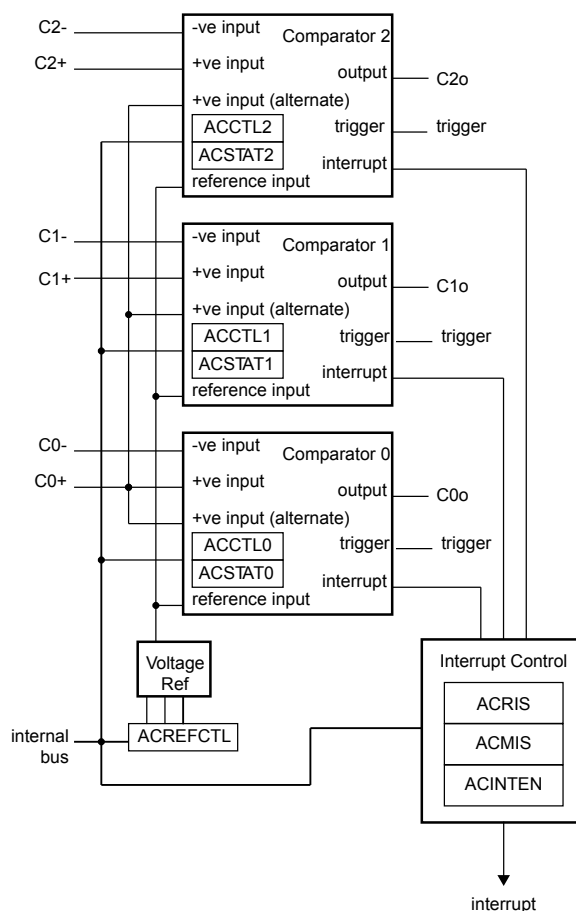 C2-
-ve input
Comparator 2
C2+
+ve input
output
C2o
+ve input (alternate)
ACCTL2
trigger
trigger
ACSTAT2
interrupt
reference input
C1-
-ve input
Comparator 1
C1+
+ve input
output
C1o
+ve input (alternate)
ACCTL1
trigger
trigger
ACSTAT1
interrupt
reference input
C0-
-ve input
Comparator 0
C0+
+ve input
output
C0o
+ve input (alternate)
ACCTL0
trigger
trigger
ACSTAT0
interrupt
reference input
Voltage
Ref
Interrupt Control
ACRIS
internal
bus
ACREFCTL
ACMIS
ACINTEN
interrupt